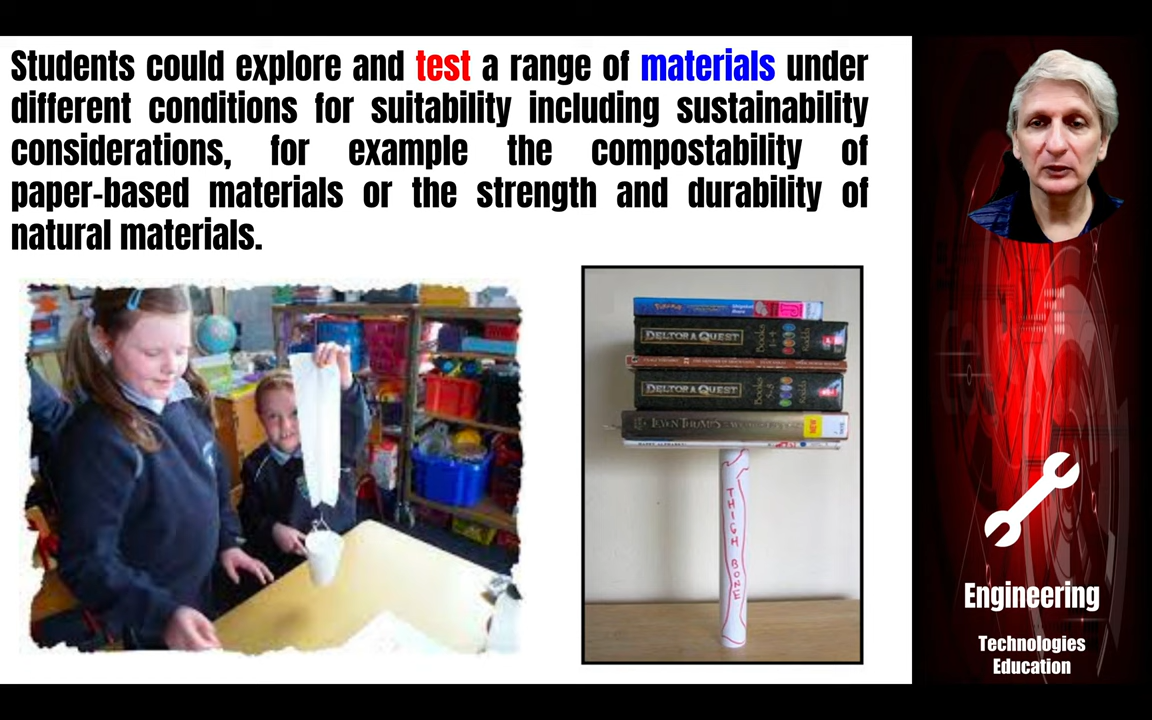 Students could explore and test a range of materials under
different conditions for suitability including sustainability
considerations, for example the compostability of
paper-based materials or the strength and durability of
natural materials.
DELTORA QUEST
Books
DELTORA QUEST
Books
THIGH BONE
Engineering
Technologies
Education